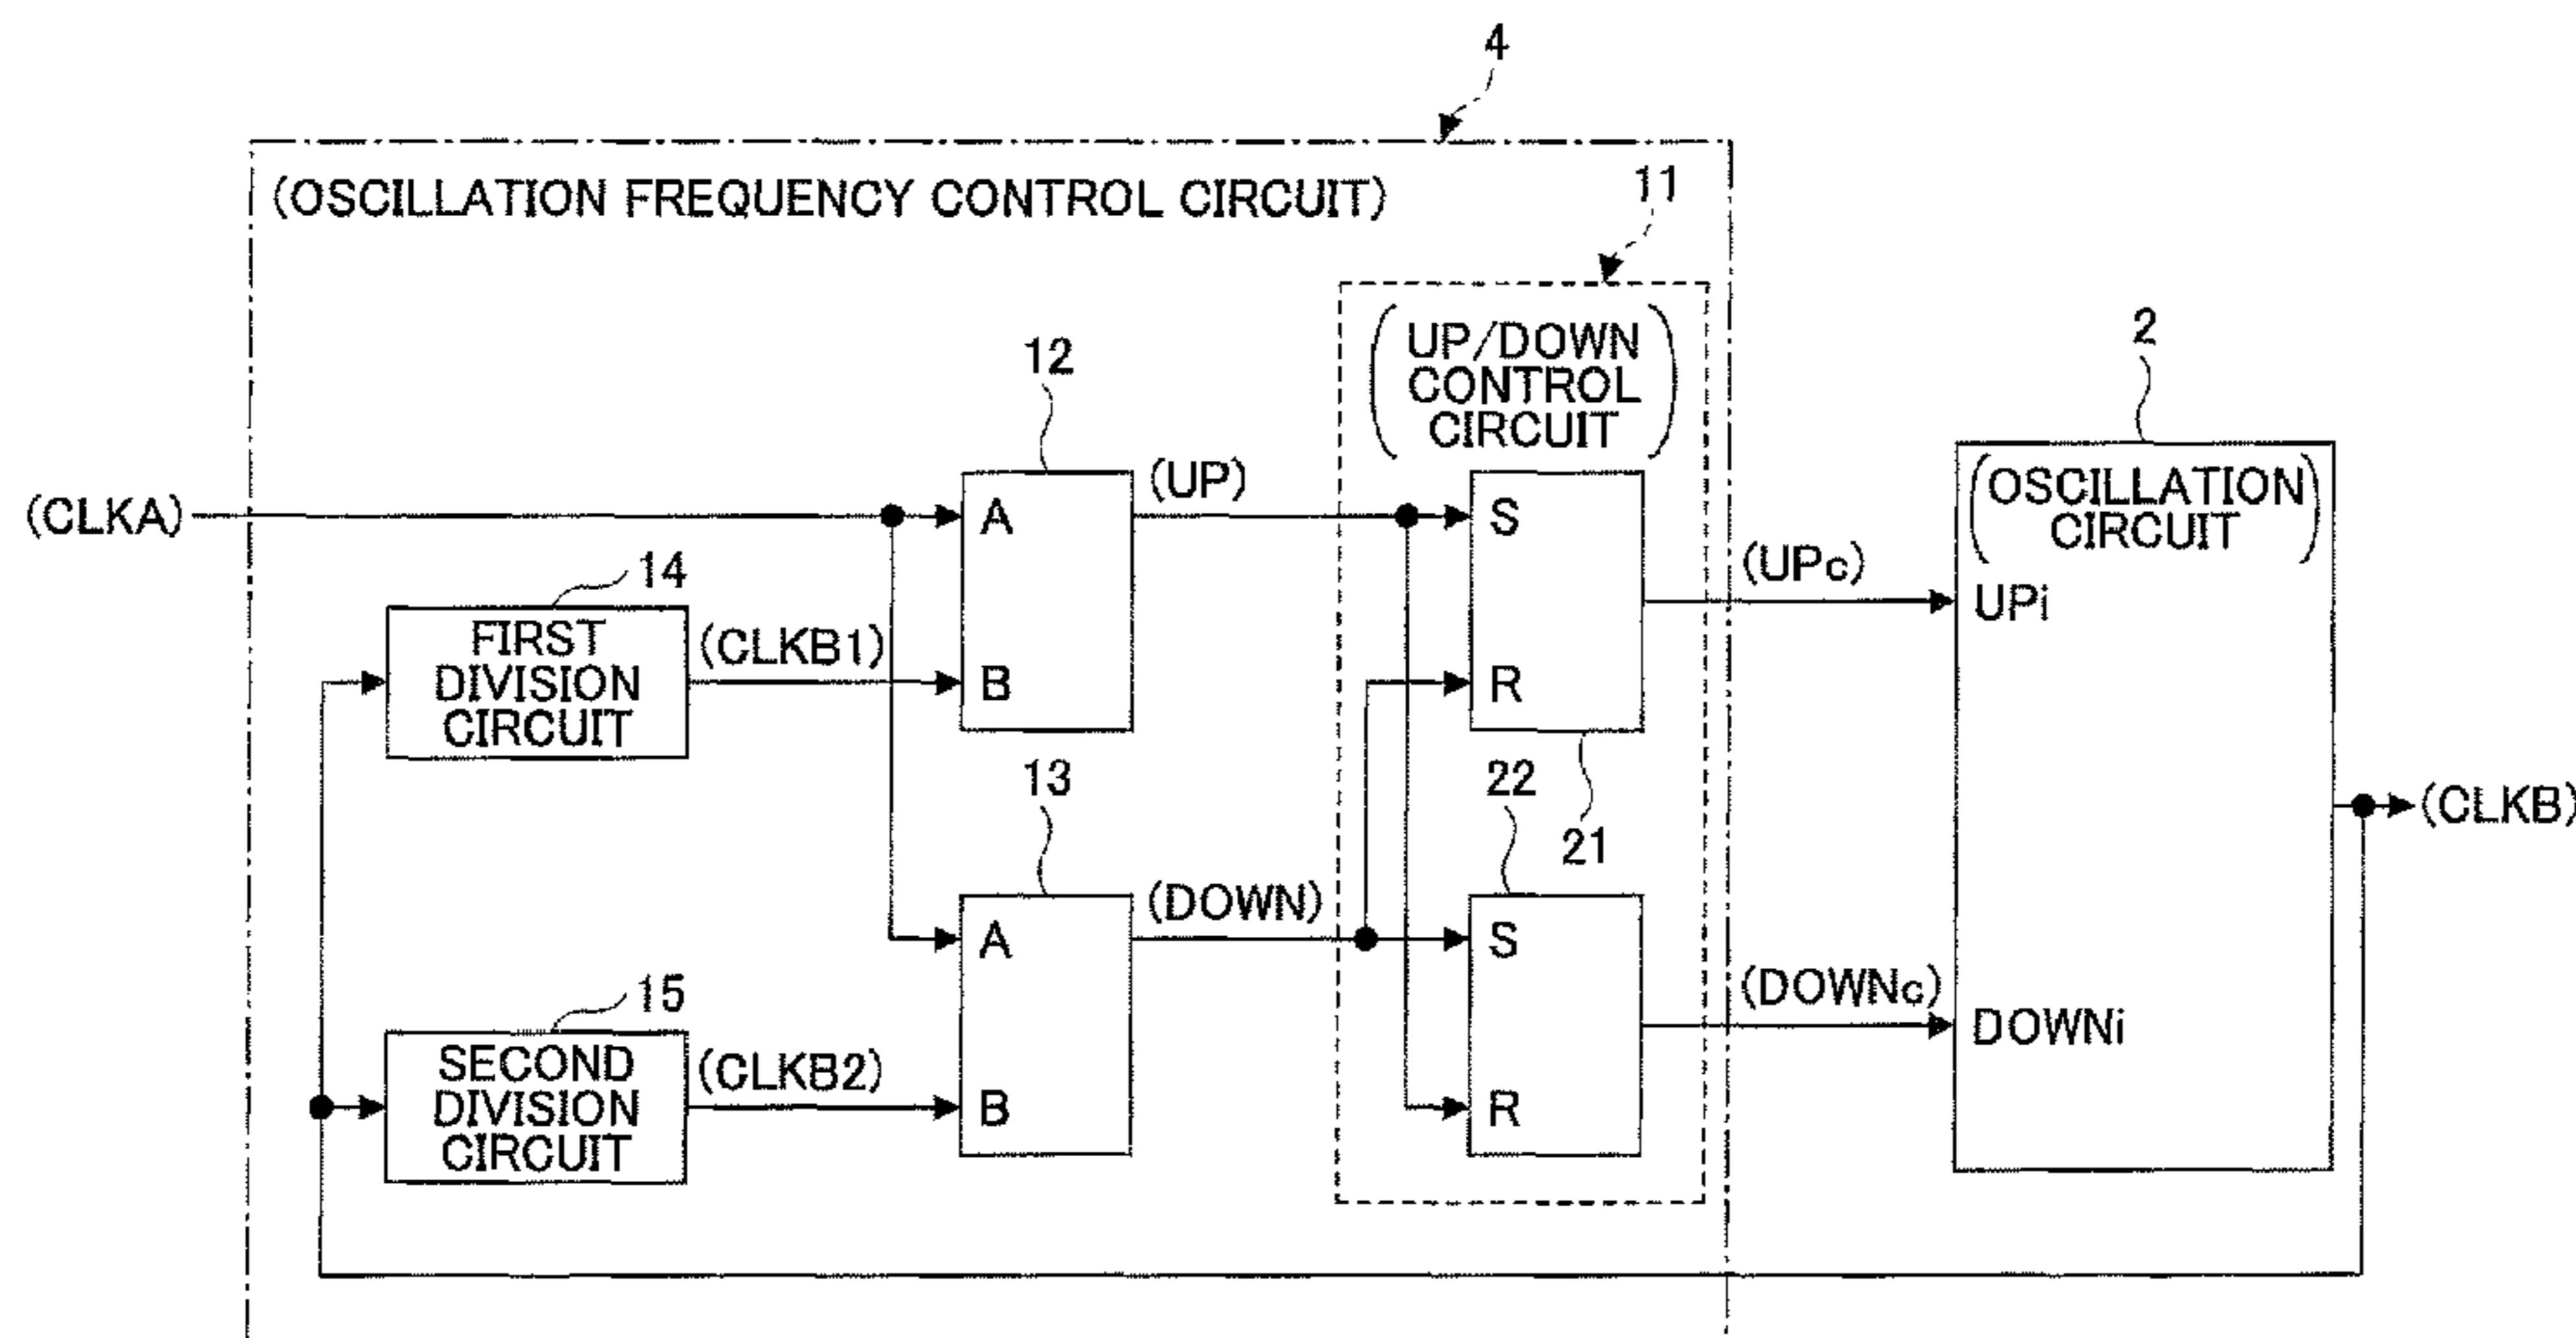 4
(OSCILLATION FREQUENCY CONTROL CIRCUIT)
11
(UP/DOWN
CONTROL
CIRCUIT)
2
12
(UP)
(OSCILLATION
CIRCUIT)
(CLKA)
A
S
14
(UPc)
UPi
FIRST
DIVISION
CIRCUIT
(CLKB1)
B
R
13
22
21
(CLKB)
(DOWN)
A
S
15
(DOWNc)
DOWNi
SECOND
DIVISION
CIRCUIT
(CLKB2)
B
R